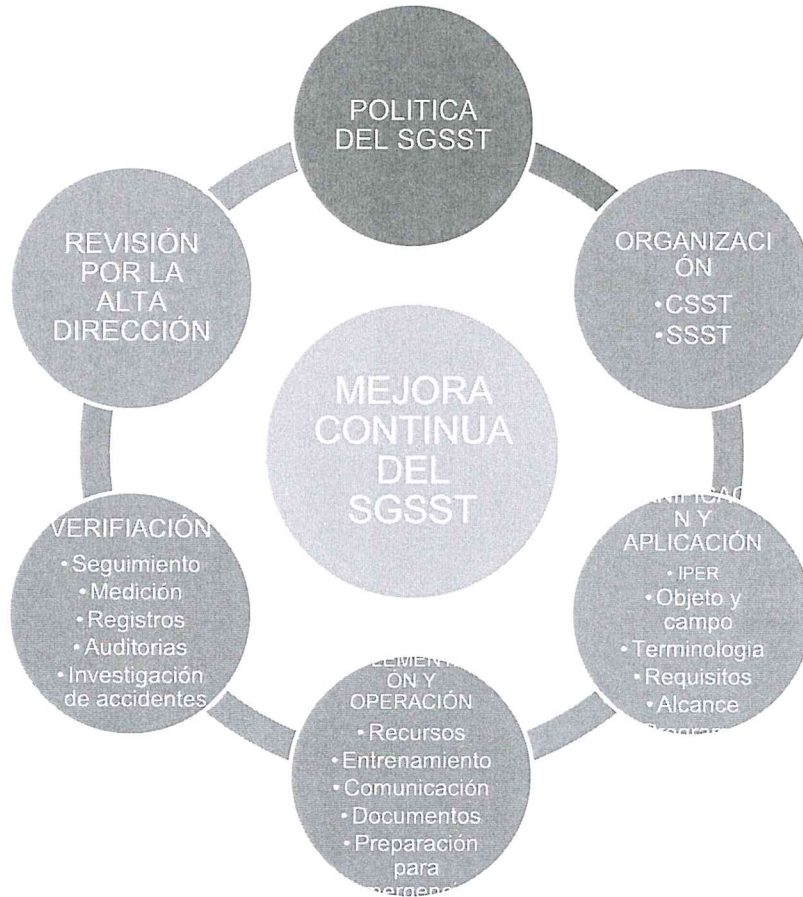 POLITICA
DEL SGSST
ORGANIZACI
ÓN
•CSST
•SSST
N Y
APLICACIÓN
• IPER
•Objeto y
campo
•Terminologia
•Requisitos
•Alcance
ÓN Y
OPERACIÓN
•Recursos
•Entrenamiento
•Comunicación
•Documentos
•Preparación
para
VERIFIACIÓN
•Seguimiento
•Medición
•Registros
•Auditorias
•Investigación
de accidentes
REVISIÓN
POR LA
ALTA
DIRECCIÓN
MEJORA
CONTINUA
DEL
SGSST